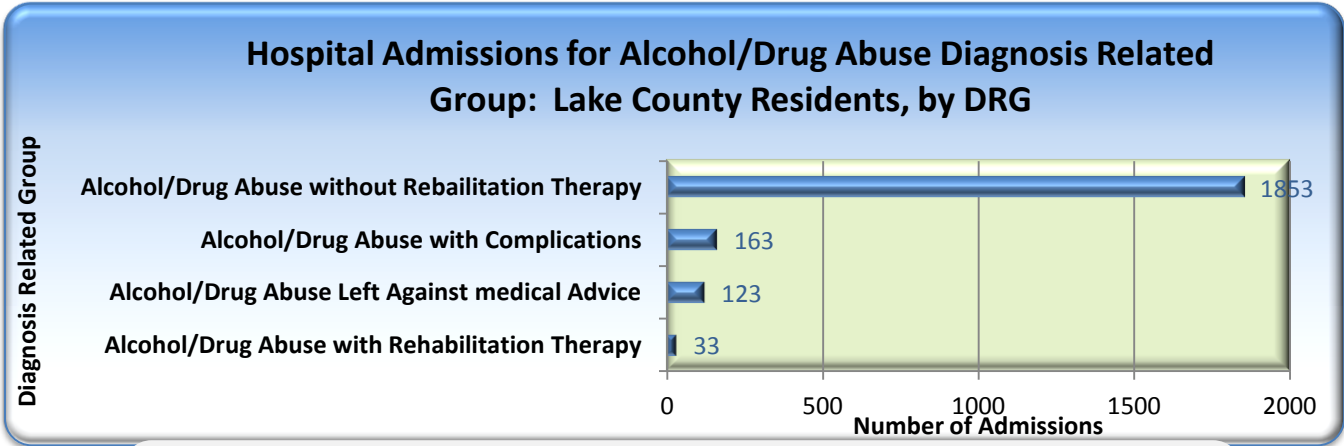 Hospital Admissions for Alcohol/Drug Abuse Diagnosis Related
Group: Lake County Residents, by DRG
Diagnosis Related Group
Alcohol/Drug Abuse without Rebailitation Therapy
1853
Alcohol/Drug Abuse with Complications
163
Alcohol/Drug Abuse Left Against medical Advice
123
Alcohol/Drug Abuse with Rehabilitation Therapy
33
0 500 1000 1500 2000
Number of Admissions